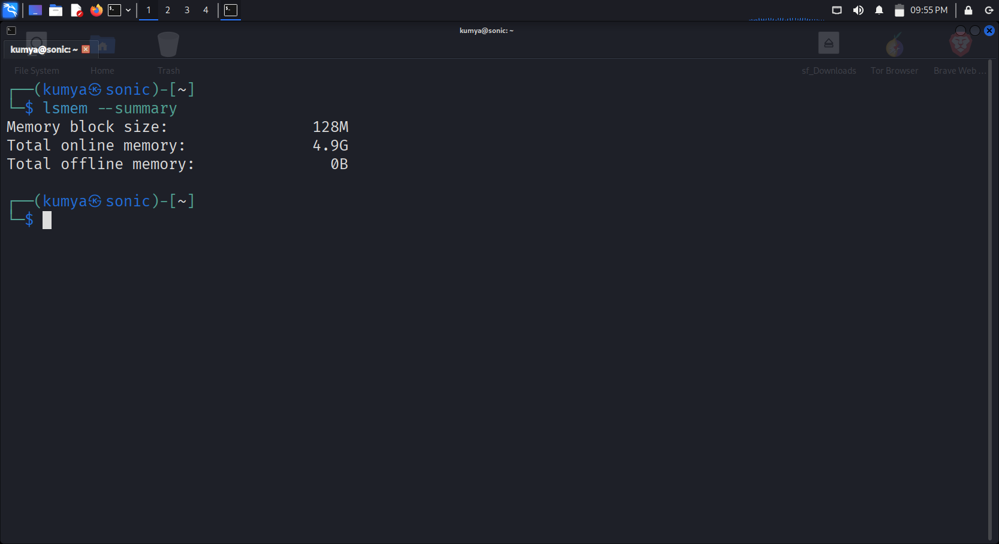 1 2 3 4 09:55 PM
kumya@sonic: ~
kumya@sonic: ~
File System Home Trash sf_Downloads Tor Browser Brave Web ...
┌──(kumya㉿sonic)-[~]
└─$ lsmem --summary
Memory block size: 128M
Total online memory: 4.9G
Total offline memory: 0B
┌──(kumya㉿sonic)-[~]
└─$